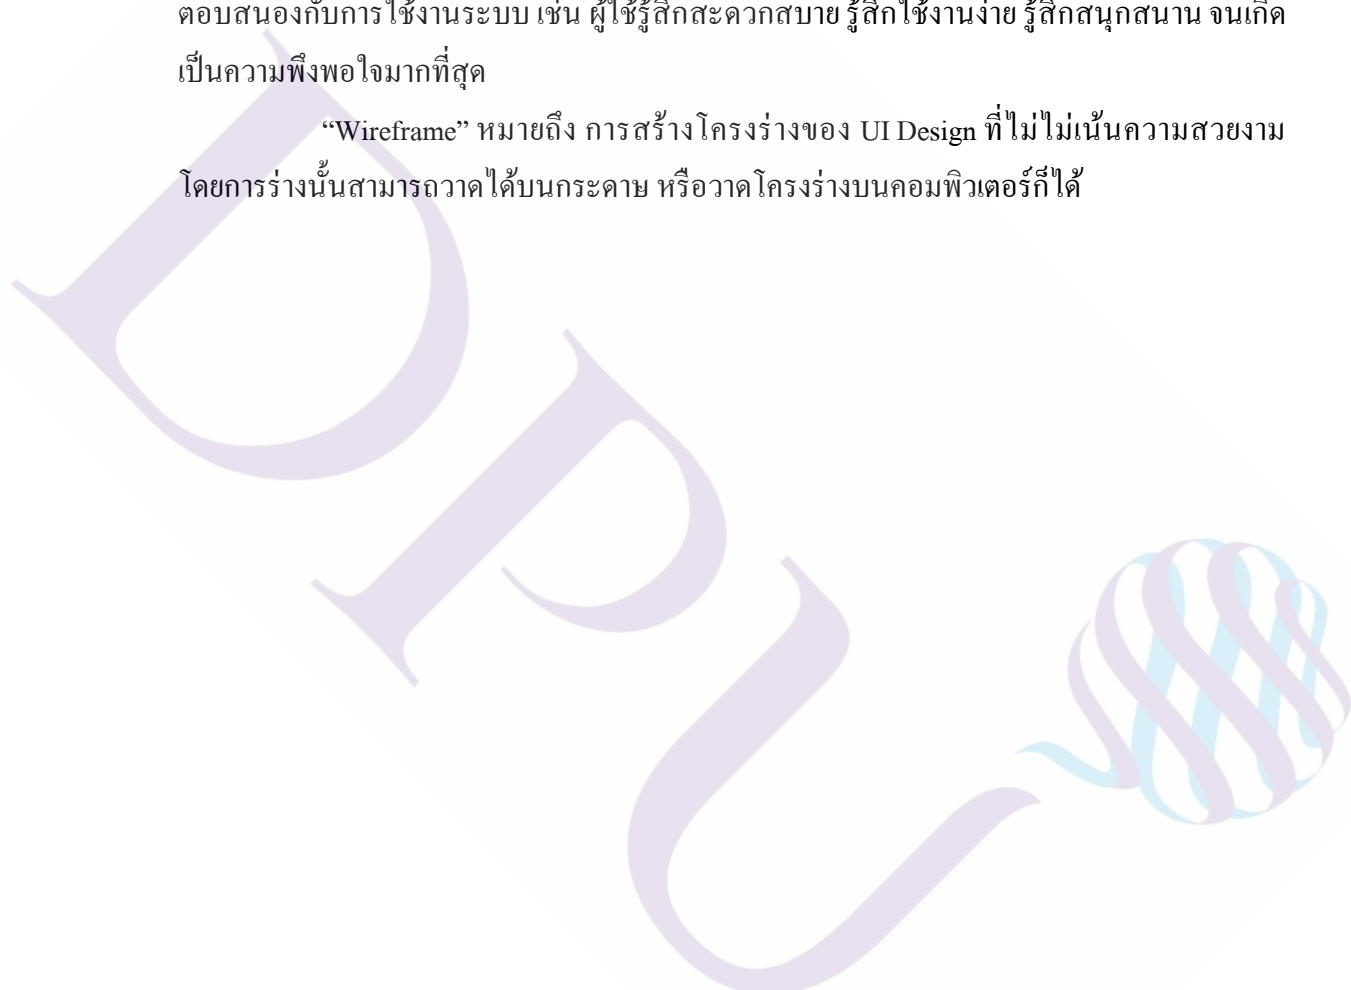 ตอบสนองกับการใช้งานระบบ เช่น ผู้ใช้รู้สึกสะดวกสบาย รู้สึกใช้งานง่าย รู้สึกสนุกสนาน จนเกิด
เป็นความพึงพอใจมากที่สุด
“Wireframe” หมายถึง การสร้างโครงร่างของ UI Design ที่ไม่ไม่เน้นความสวยงาม
โดยการร่างนั้นสามารถวาดได้บนกระดาษ หรือวาดโครงร่างบนคอมพิวเตอร์ก็ได้
DPU